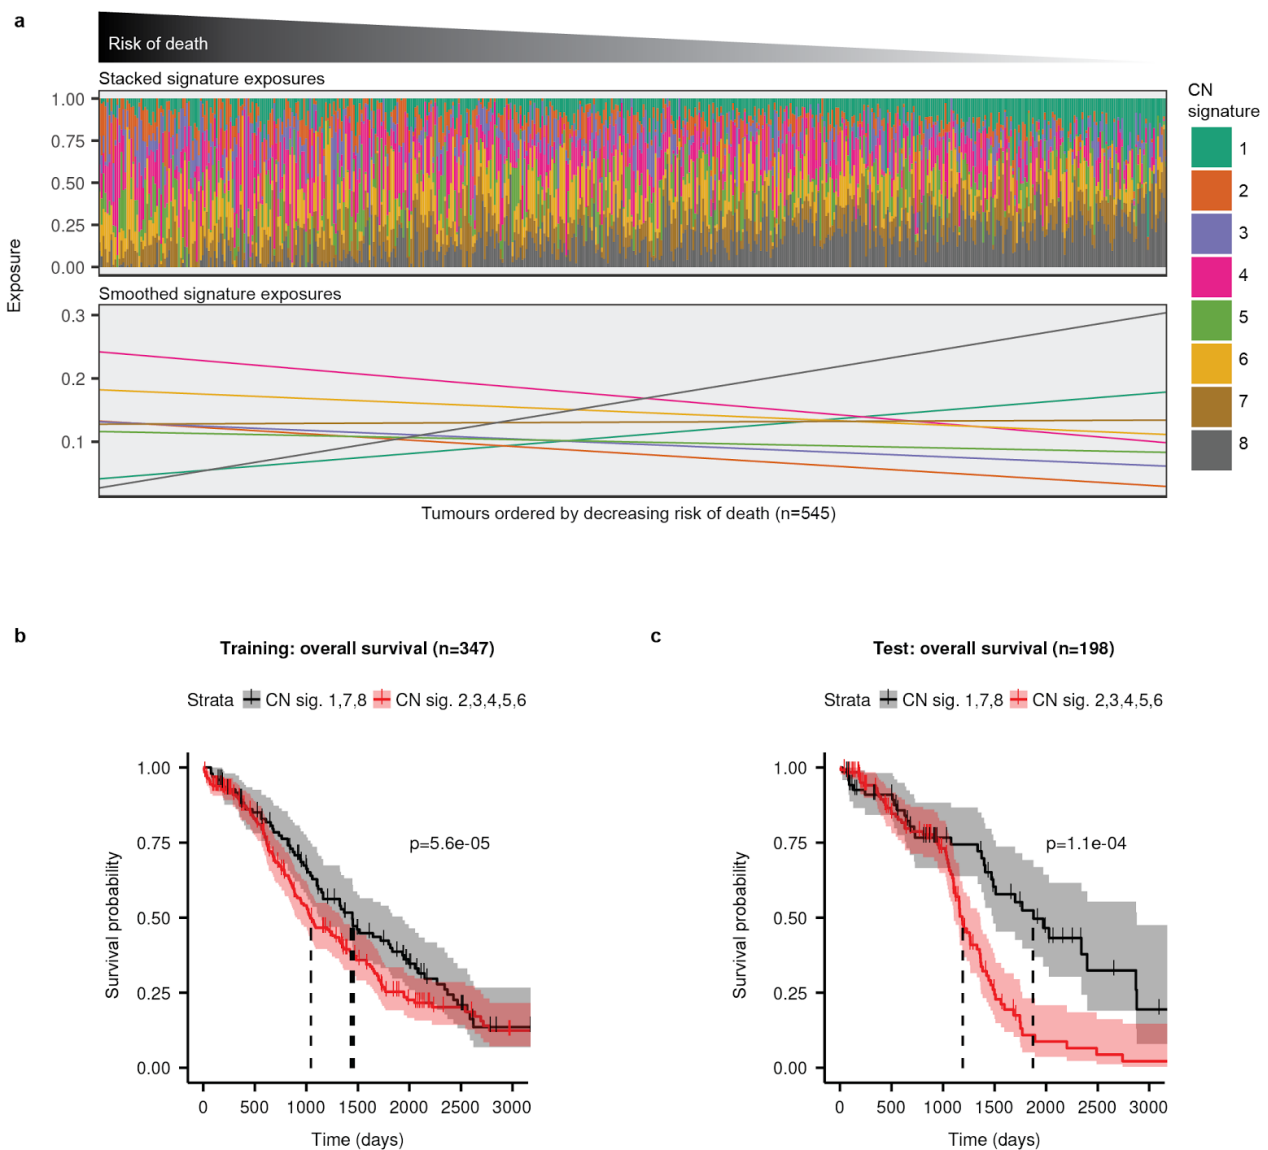 a
Risk of death
Stacked signature exposures
1.00
0.75
0.50
0.25
0.00
Smoothed signature exposures
0.3
0.2
0.1
Exposure
Tumours ordered by decreasing risk of death (n=545)
CN
signature
1
2
3
4
5
6
7
8
b
Training: overall survival (n=347)
Strata CN sig. 1,7,8 CN sig. 2,3,4,5,6
1.00
0.75
0.50
0.25
0.00
Survival probability
p=5.6e-05
0 500 1000 1500 2000 2500 3000
Time (days)
c
Test: overall survival (n=198)
Strata CN sig. 1,7,8 CN sig. 2,3,4,5,6
1.00
0.75
0.50
0.25
0.00
Survival probability
p=1.1e-04
0 500 1000 1500 2000 2500 3000
Time (days)